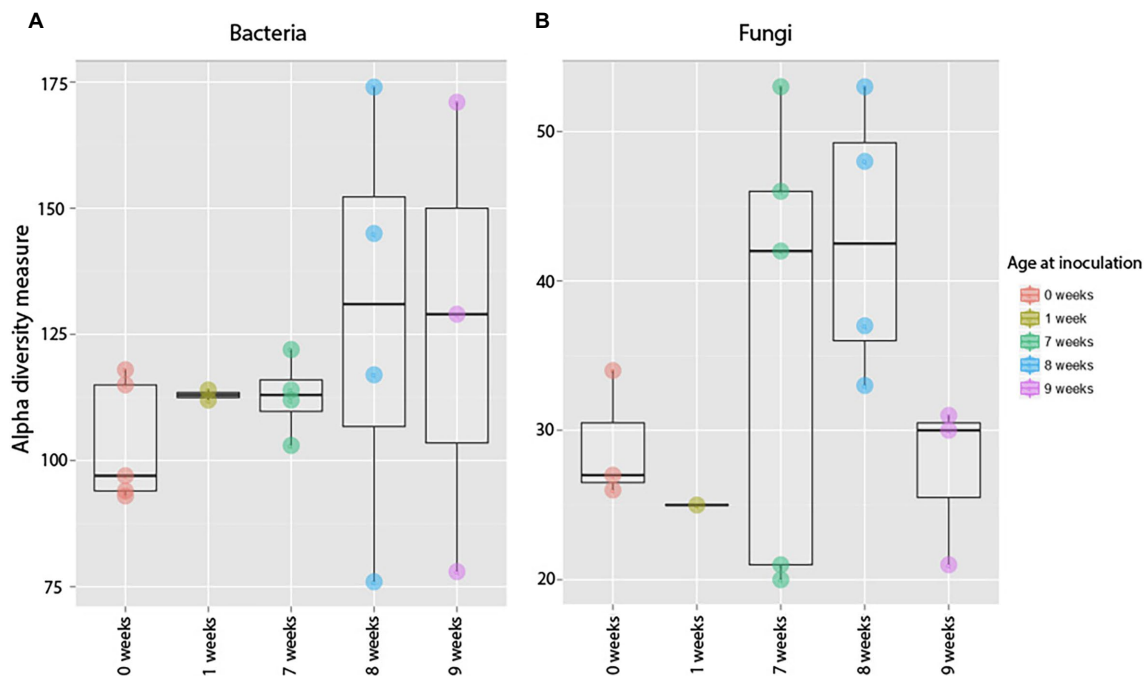 A
Bacteria
Alpha diversity measure
175
150
125
100
75
0 weeks
1 week
7 weeks
8 weeks
9 weeks
B
Fungi
50
40
30
20
0 weeks
1 week
7 weeks
8 weeks
9 weeks
Age at inoculation
0 weeks
1 week
7 weeks
8 weeks
9 weeks